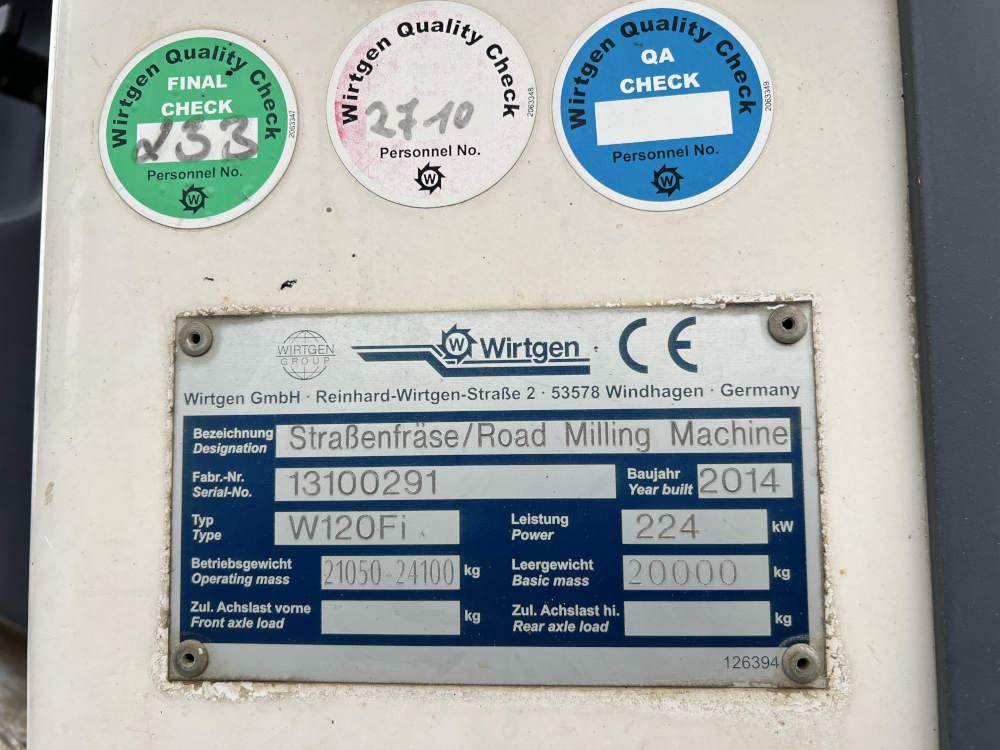 Wirtgen Quality Check
FINAL
CHECK
Personnel No.
W
2063347
Wirtgen Quality Check
2710
Personnel No.
W
2063348
Wirtgen Quality Check
QA
CHECK
Personnel No.
W
2063349
WIRTGEN
GROUP
W Wirtgen CE
Wirtgen GmbH · Reinhard-Wirtgen-Straße 2 · 53578 Windhagen · Germany
Bezeichnung Straßenfräse/Road Milling Machine
Designation
Fabr.-Nr. 13100291 Baujahr 2014
Serial-No. Year built
Typ W120Fi Leistung 224 kW
Type Power
Betriebsgewicht 21050-24100 kg Leergewicht 20000 kg
Operating mass Basic mass
Zul. Achslast vorne kg Zul. Achslast hi. kg
Front axle load Rear axle load
126394